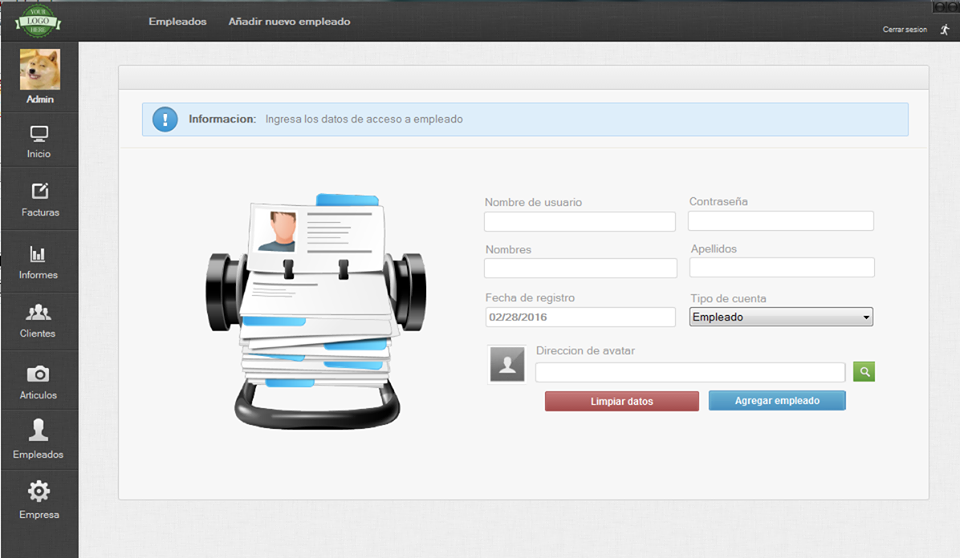 YOUR
LOGO
HERE
Empleados
Añadir nuevo empleado
Cerrar sesion
Admin
Inicio
Facturas
Informes
Clientes
Articulos
Empleados
Empresa
Informacion: Ingresa los datos de acceso a empleado
Nombre de usuario
Contraseña
Nombres
Apellidos
Fecha de registro
Tipo de cuenta
02/28/2016
Empleado
Direccion de avatar
Limpiar datos
Agregar empleado